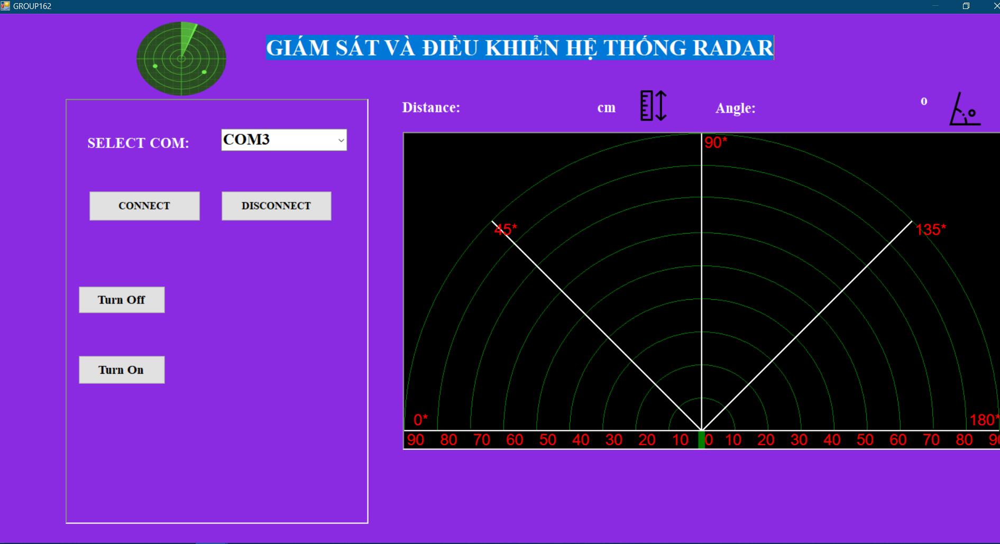 GROUP162
GIÁM SÁT VÀ ĐIỀU KHIỂN HỆ THỐNG RADAR
Distance: cm Angle: o
SELECT COM: COM3
CONNECT DISCONNECT
Turn Off
Turn On
90*
45* 135*
0* 180*
90 80 70 60 50 40 30 20 10 0 10 20 30 40 50 60 70 80 90